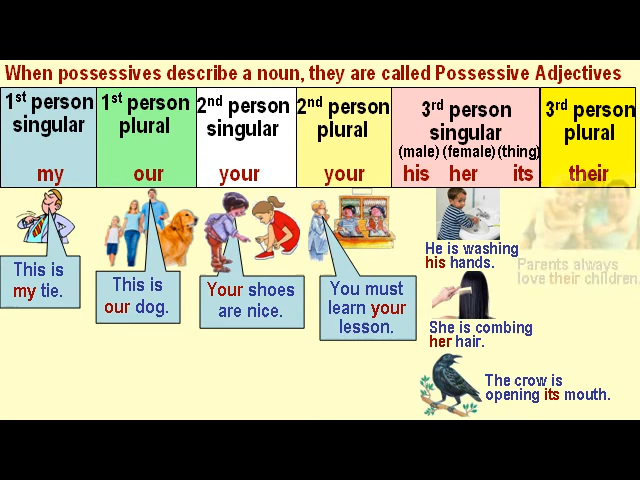 When possessives describe a noun, they are called Possessive Adjectives
1st person
singular
my
1st person
plural
our
2nd person
singular
your
2nd person
plural
your
3rd person
singular
(male) (female) (thing)
his her its
3rd person
plural
their
This is
my tie.
This is
our dog.
Your shoes
are nice.
You must
learn your
lesson.
He is washing
his hands.
She is combing
her hair.
The crow is
opening its mouth.
Parents always
love their children.